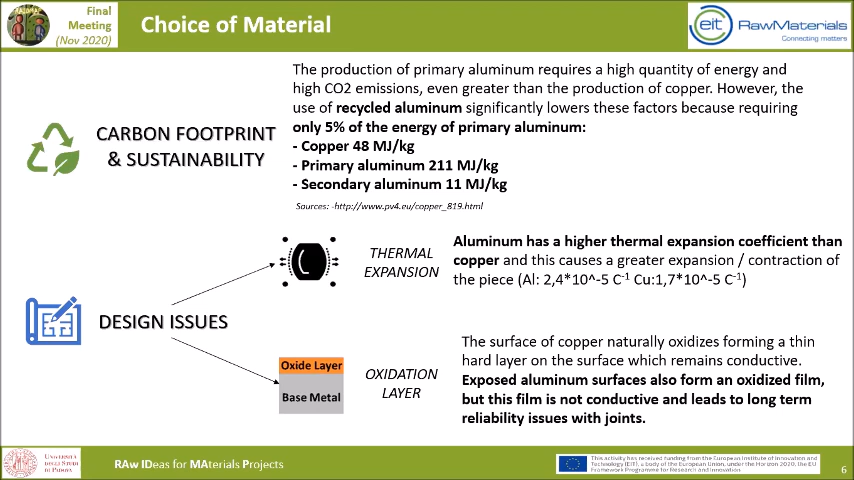 Final
Meeting
(Nov 2020)
Choice of Material
eit RawMaterials
Connecting matters
The production of primary aluminum requires a high quantity of energy and
high CO2 emissions, even greater than the production of copper. However, the
use of recycled aluminum significantly lowers these factors because requiring
only 5% of the energy of primary aluminum:
- Copper 48 MJ/kg
- Primary aluminum 211 MJ/kg
- Secondary aluminum 11 MJ/kg
Sources: -http://www.pv4.eu/copper_819.html
CARBON FOOTPRINT
& SUSTAINABILITY
THERMAL
EXPANSION
Aluminum has a higher thermal expansion coefficient than
copper and this causes a greater expansion / contraction of
the piece (Al: 2,4*10^-5 C⁻¹ Cu:1,7*10^-5 C⁻¹)
DESIGN ISSUES
Oxide Layer
Base Metal
OXIDATION
LAYER
The surface of copper naturally oxidizes forming a thin
hard layer on the surface which remains conductive.
Exposed aluminum surfaces also form an oxidized film,
but this film is not conductive and leads to long term
reliability issues with joints.
UNIVERSITÀ
DEGLI STUDI
DI PADOVA
RAw IDeas for MAterials Projects
This activity has received funding from the European Institute of Innovation and
Technology (EIT), a body of the European Union, under the Horizon 2020, the EU
Framework Programme for Research and Innovation
6